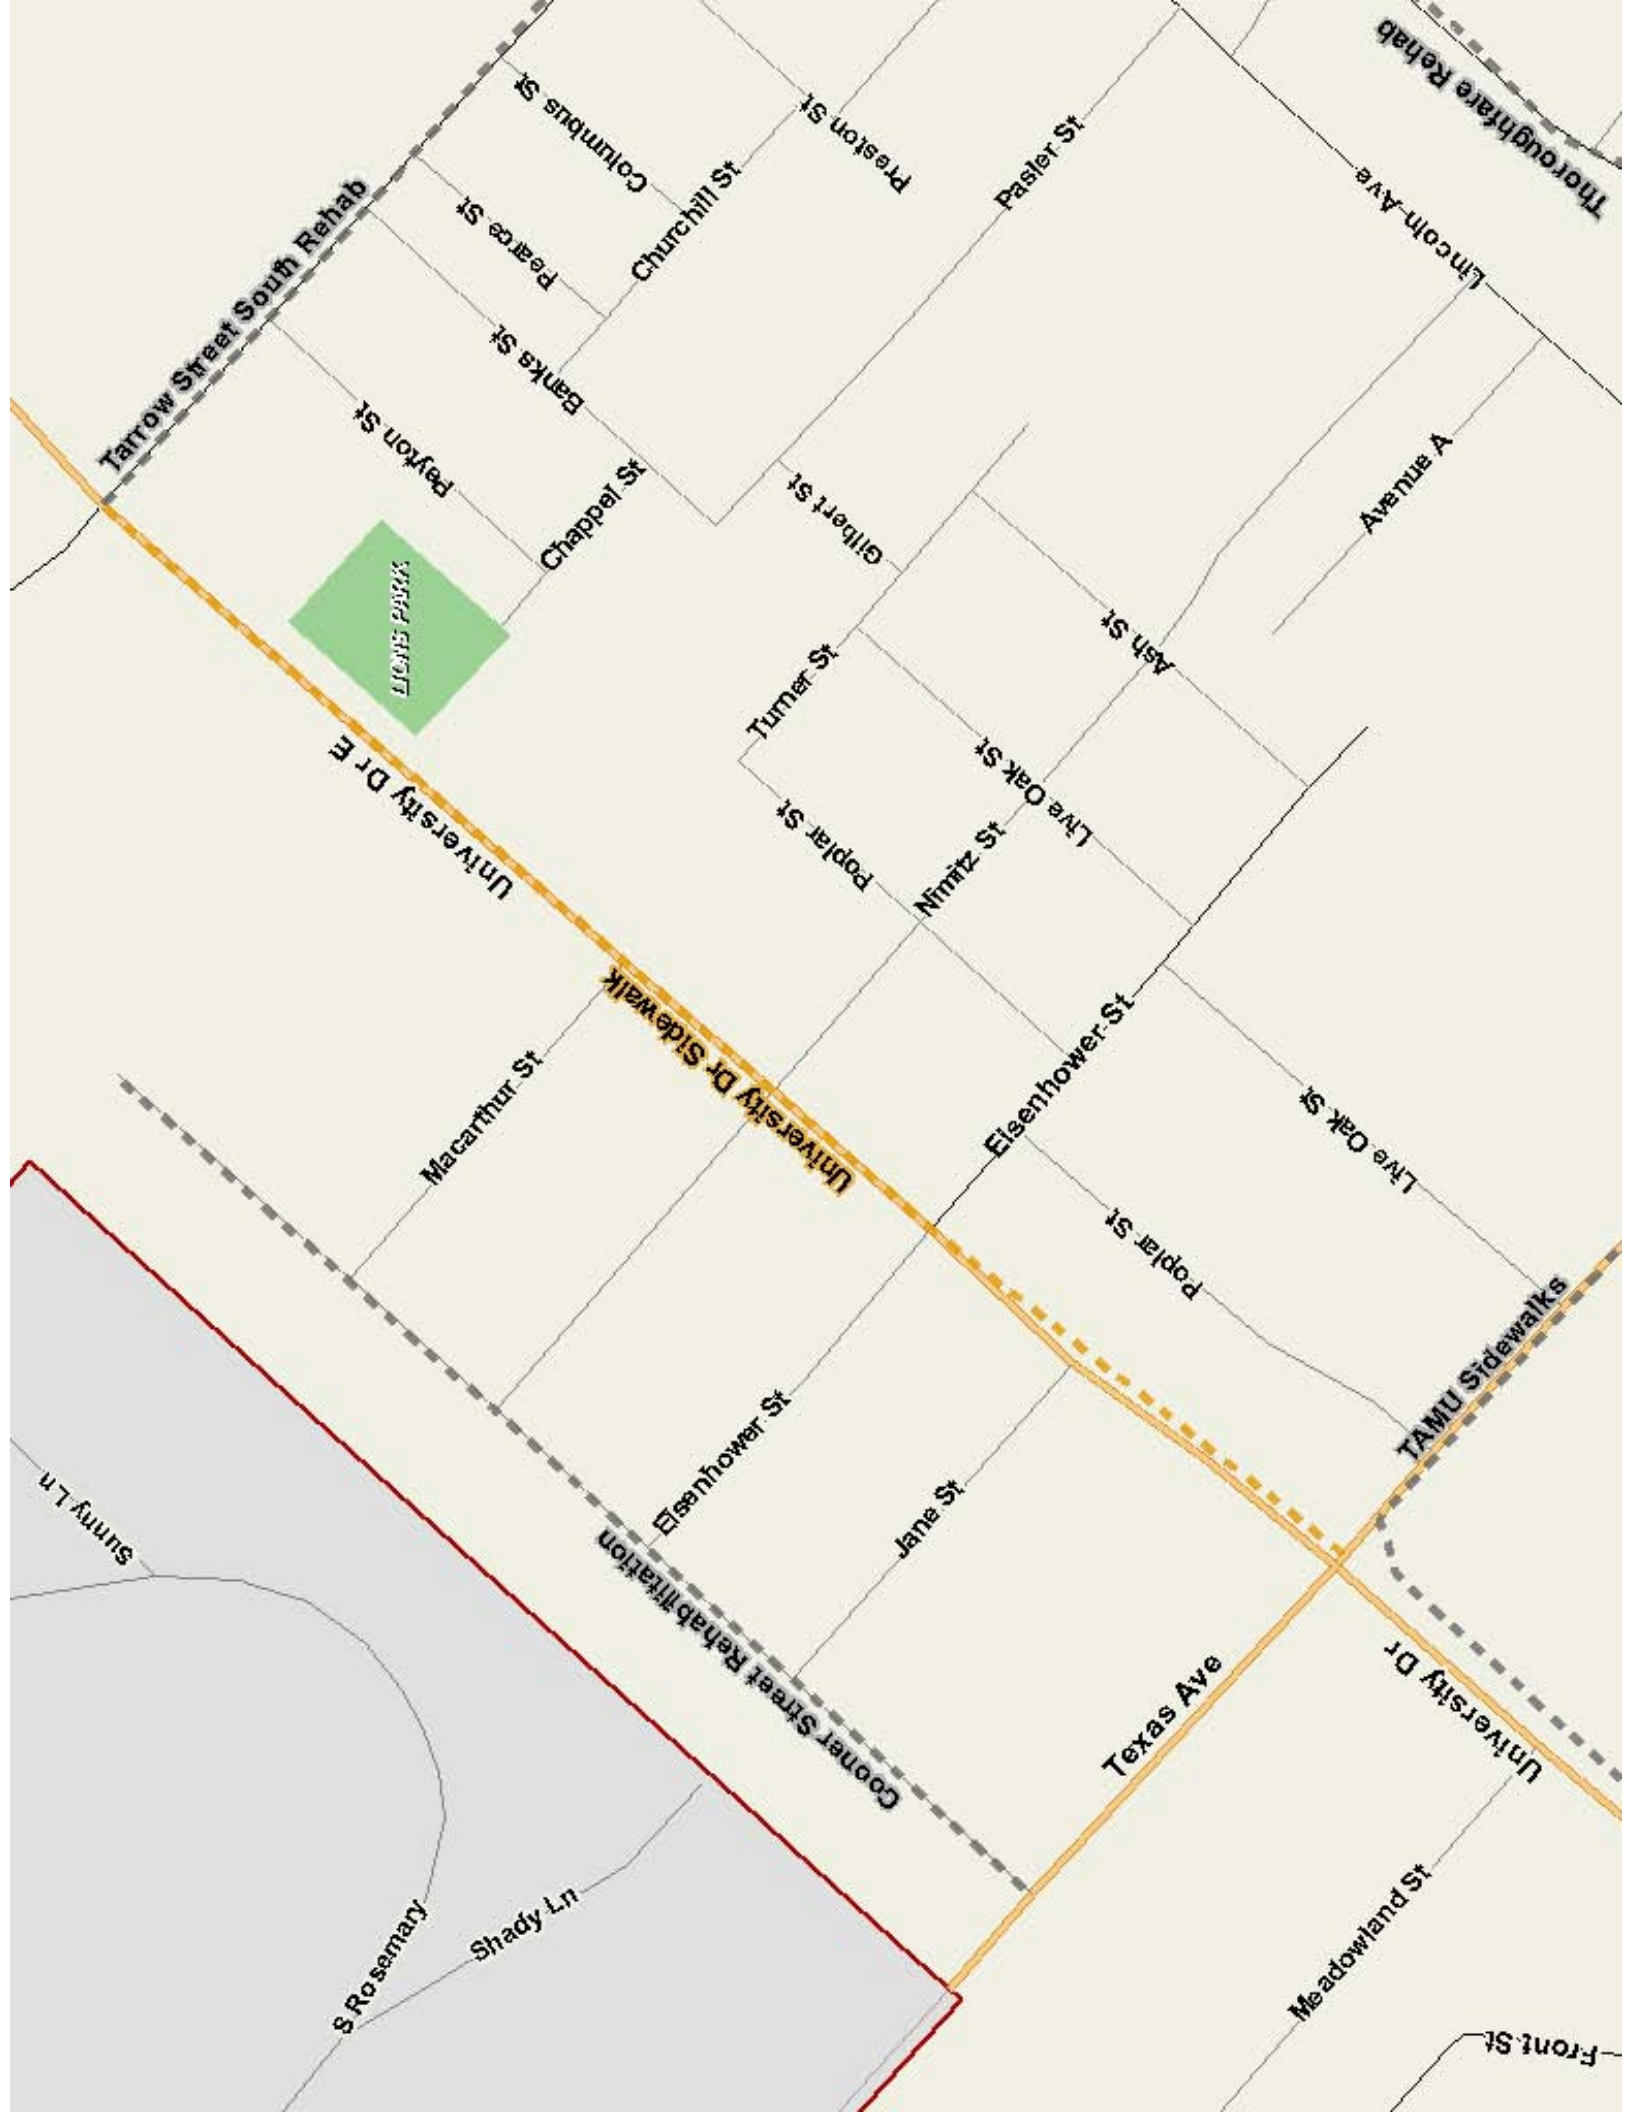 Thoroughfare Rehab
Columbus St
Preston St
Pasler St
Lincoln Ave
Churchill St
Pearce St
Tarrow Street South Rehab
Banks St
Peyton St
Chappel St
Gilbert St
Avenue A
LIONS PARK
Ash St
Turner St
University Dr E
Live Oak St
Poplar St
Nimitz St
University Dr Sidewalk
Macarthur St
Eisenhower St
Live Oak St
Poplar St
TAMU Sidewalks
Eisenhower St
Jane St
Sunny Ln
Cooner Street Rehabilitation
Texas Ave
University Dr
Shady Ln
S Rosemary
Meadowland St
Front St